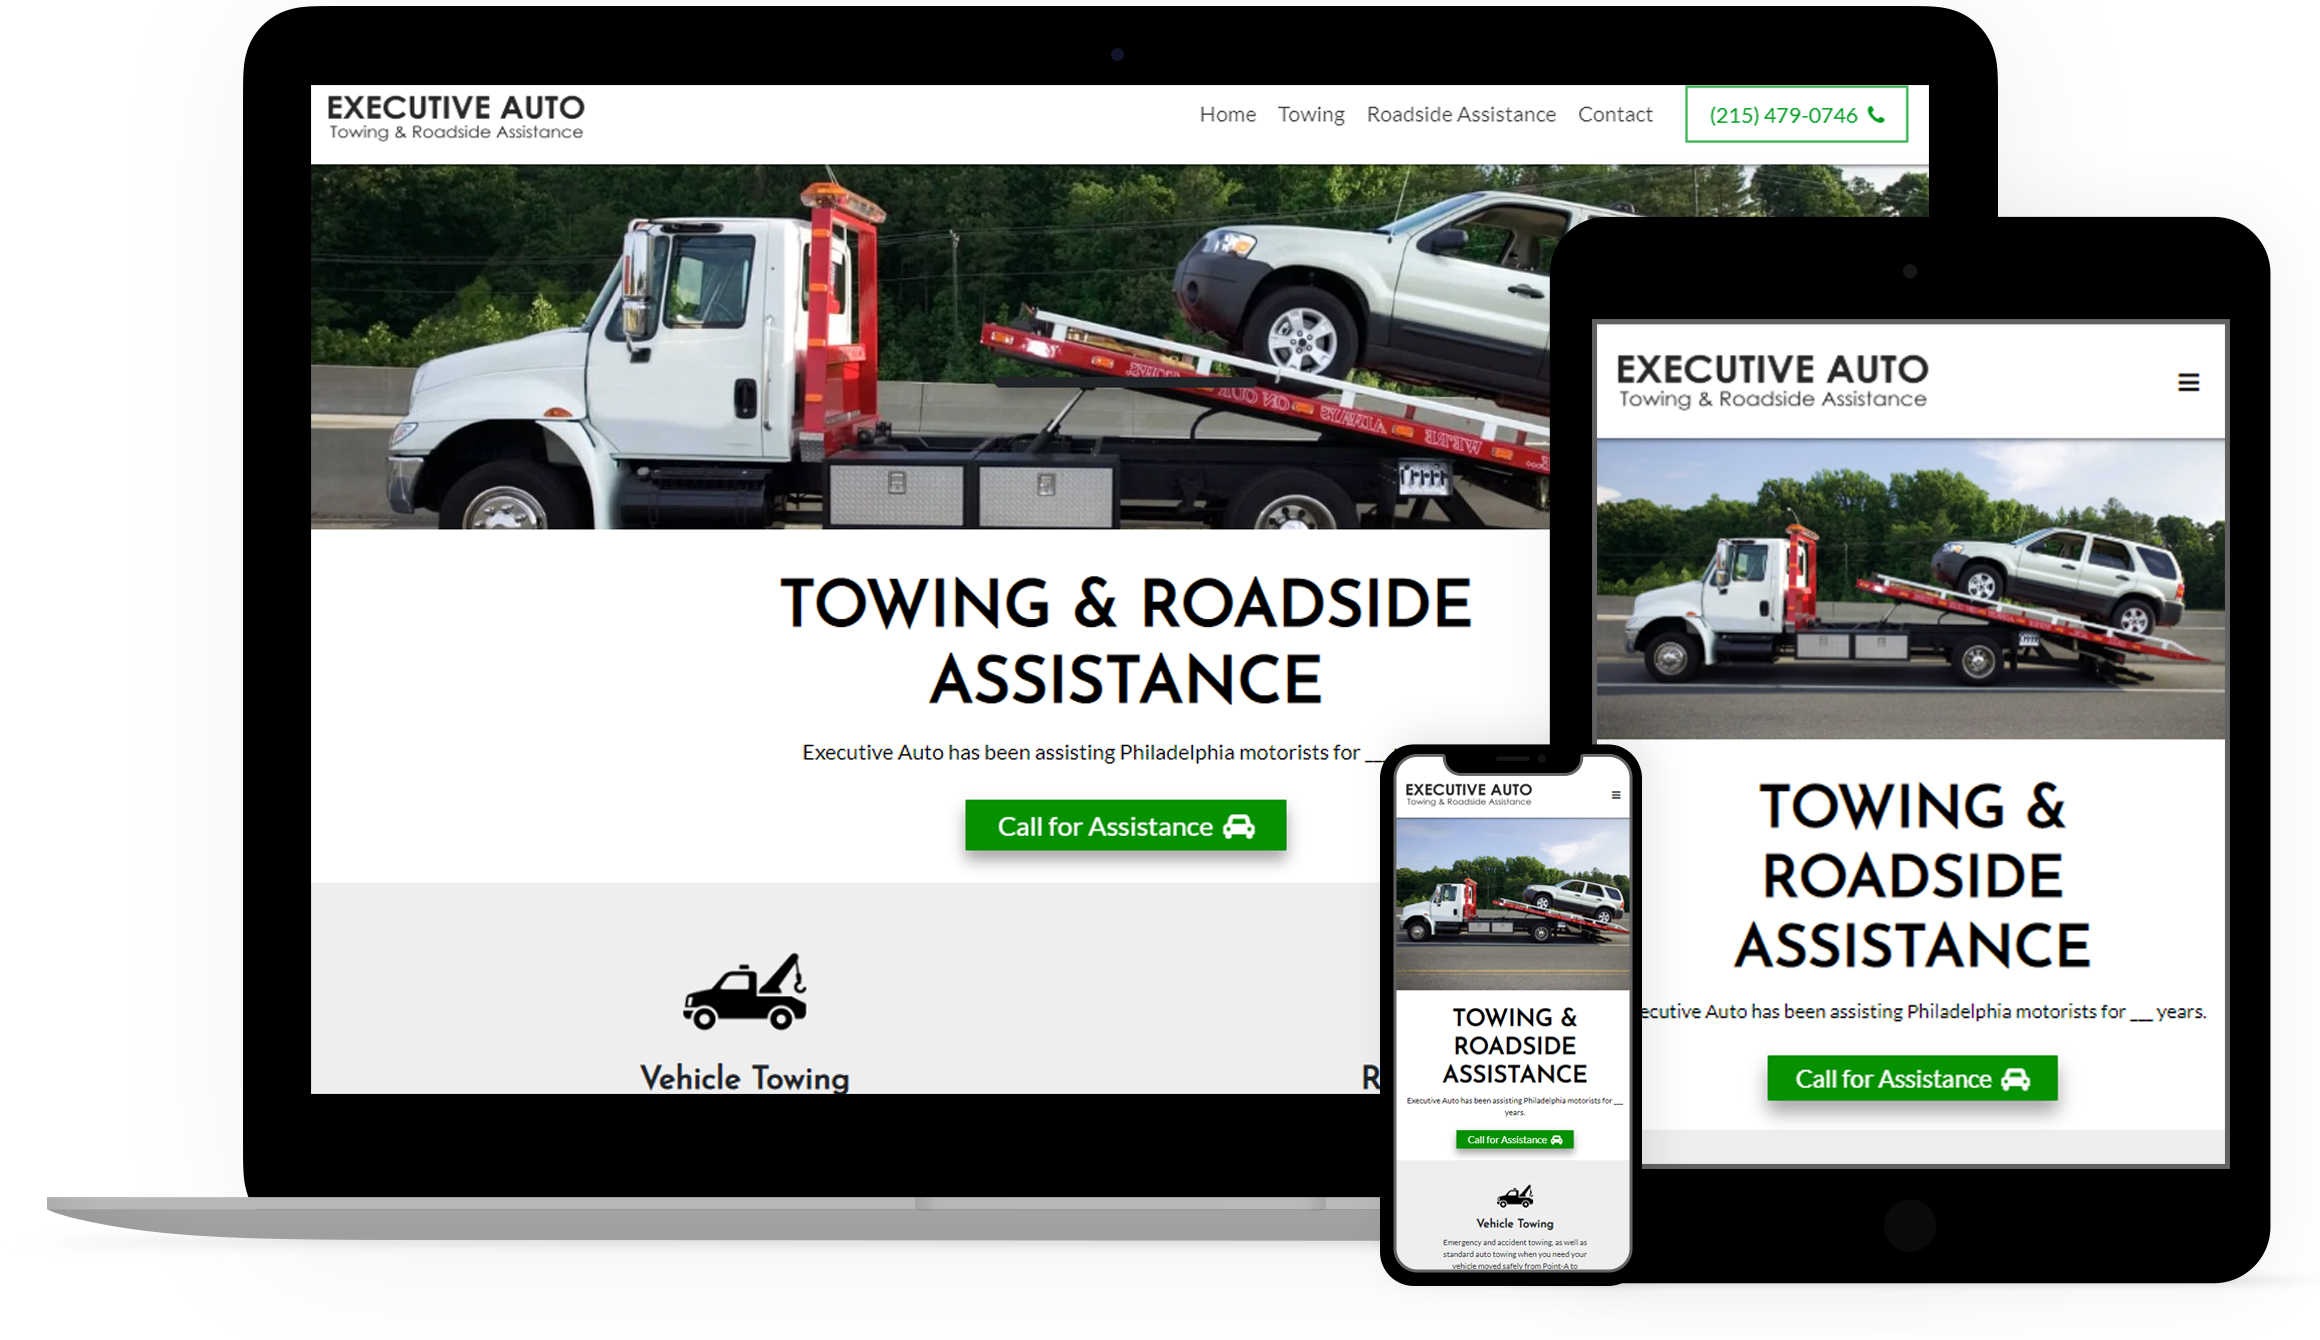 EXECUTIVE AUTO
Towing & Roadside Assistance
Home Towing Roadside Assistance Contact (215) 479-0746
TOWING & ROADSIDE
ASSISTANCE
Executive Auto has been assisting Philadelphia motorists for __
Call for Assistance
Vehicle Towing
R
EXECUTIVE AUTO
Towing & Roadside Assistance
TOWING &
ROADSIDE
ASSISTANCE
ecutive Auto has been assisting Philadelphia motorists for __ years.
Call for Assistance
EXECUTIVE AUTO
Towing & Roadside Assistance
TOWING &
ROADSIDE
ASSISTANCE
Executive Auto has been assisting Philadelphia motorists for __
years.
Call for Assistance
Vehicle Towing
Emergency and accident towing, as well as
standard auto towing when you need your
vehicle moved safely from Point-A to